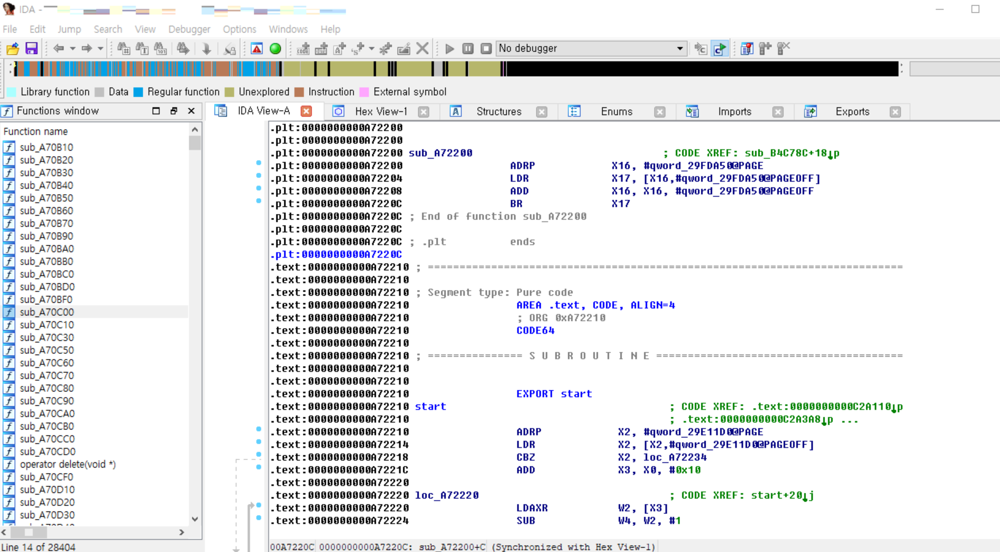 IDA -
File Edit Jump Search View Debugger Options Windows Help
No debugger
Library function Data Regular function Unexplored Instruction External symbol
Functions window
IDA View-A Hex View-1 Structures Enums Imports Exports
Function name
sub_A70B10
sub_A70B20
sub_A70B30
sub_A70B40
sub_A70B50
sub_A70B60
sub_A70B70
sub_A70B90
sub_A70BA0
sub_A70BB0
sub_A70BC0
sub_A70BD0
sub_A70BF0
sub_A70C00
sub_A70C10
sub_A70C30
sub_A70C50
sub_A70C60
sub_A70C70
sub_A70C80
sub_A70C90
sub_A70CA0
sub_A70CB0
sub_A70CC0
sub_A70CD0
operator delete(void *)
sub_A70CF0
sub_A70D10
sub_A70D20
sub_A70D30
Line 14 of 28404
.plt:0000000000A72200
.plt:0000000000A72200
.plt:0000000000A72200 sub_A72200 ; CODE XREF: sub_B4C78C+18↓p
.plt:0000000000A72200 ADRP X16, #qword_29FDA50@PAGE
.plt:0000000000A72204 LDR X17, [X16,#qword_29FDA50@PAGEOFF]
.plt:0000000000A72208 ADD X16, X16, #qword_29FDA50@PAGEOFF
.plt:0000000000A7220C BR X17
.plt:0000000000A7220C ; End of function sub_A72200
.plt:0000000000A7220C
.plt:0000000000A7220C ; .plt ends
.plt:0000000000A7220C
.text:0000000000A72210 ; ===========================================================================
.text:0000000000A72210
.text:0000000000A72210 ; Segment type: Pure code
.text:0000000000A72210 AREA .text, CODE, ALIGN=4
.text:0000000000A72210 ; ORG 0xA72210
.text:0000000000A72210 CODE64
.text:0000000000A72210
.text:0000000000A72210 ; =============== S U B R O U T I N E =======================================
.text:0000000000A72210
.text:0000000000A72210
.text:0000000000A72210 EXPORT start
.text:0000000000A72210 start ; CODE XREF: .text:0000000000C2A110↓p
.text:0000000000A72210 ; .text:0000000000C2A3A8↓p ...
.text:0000000000A72210 ADRP X2, #qword_29E11D0@PAGE
.text:0000000000A72214 LDR X2, [X2,#qword_29E11D0@PAGEOFF]
.text:0000000000A72218 CBZ X2, loc_A72234
.text:0000000000A7221C ADD X3, X0, #0x10
.text:0000000000A72220
.text:0000000000A72220 loc_A72220 ; CODE XREF: start+20↓j
.text:0000000000A72220 LDAXR W2, [X3]
.text:0000000000A72224 SUB W4, W2, #1
00A7220C 0000000000A7220C: sub_A72200+C (Synchronized with Hex View-1)